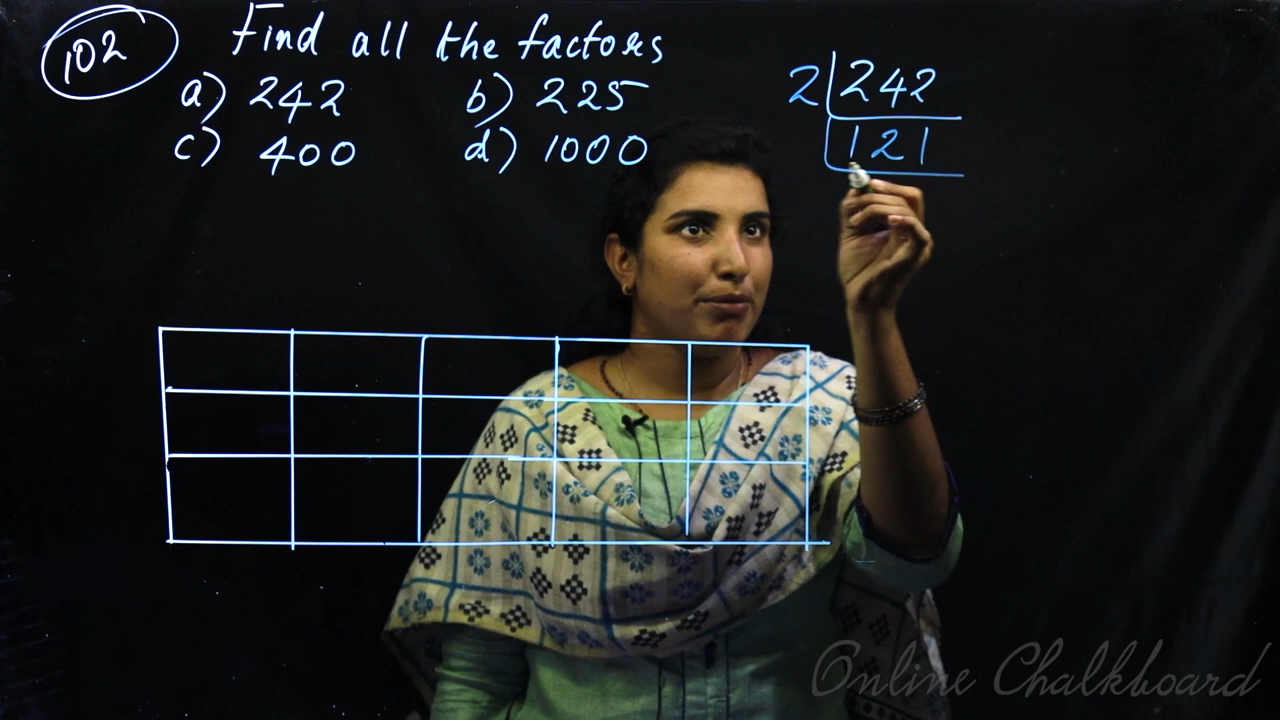 102 Find all the factors
a) 242 b) 225
c) 400 d) 1000
2 242
121
Online Chalkboard